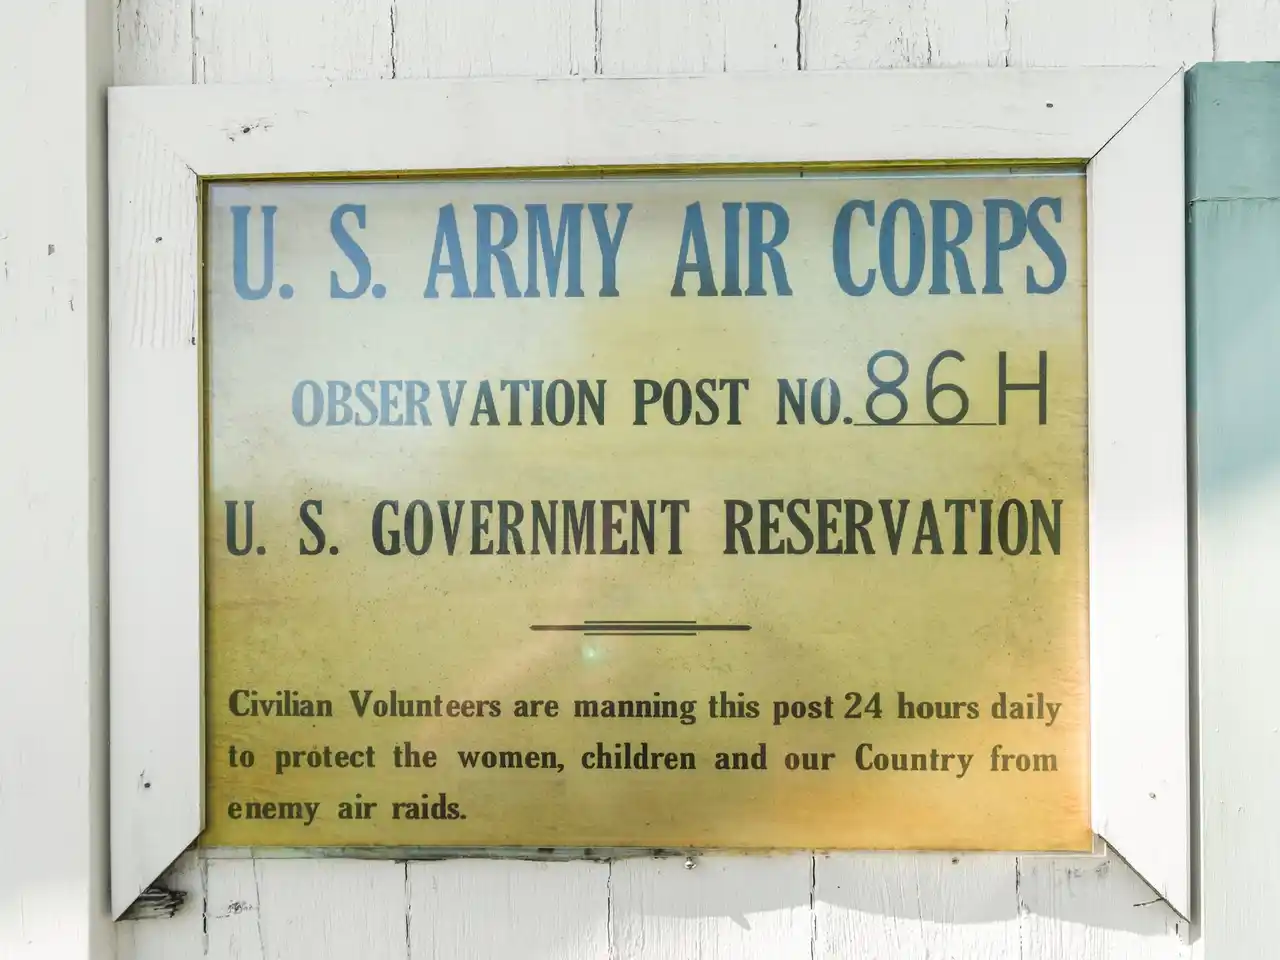 U. S. ARMY AIR CORPS
OBSERVATION POST NO. 86H
U. S. GOVERNMENT RESERVATION
Civilian Volunteers are manning this post 24 hours daily
to protect the women, children and our Country from
enemy air raids.